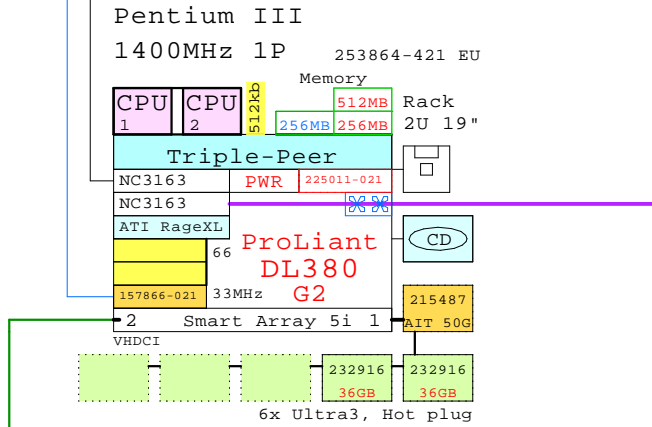 Pentium III
1400MHz 1P
253864-421 EU
Memory
CPU
1
CPU
2
512kb
512MB
256MB
256MB
Rack
2U 19"
Triple-Peer
NC3163
PWR
225011-021
NC3163
ATI RageXL
66
ProLiant
DL380
G2
CD
157866-021
33MHz
215487
AIT 50G
2
Smart Array 5i
1
VHDCI
232916
36GB
232916
36GB
6x Ultra3, Hot plug